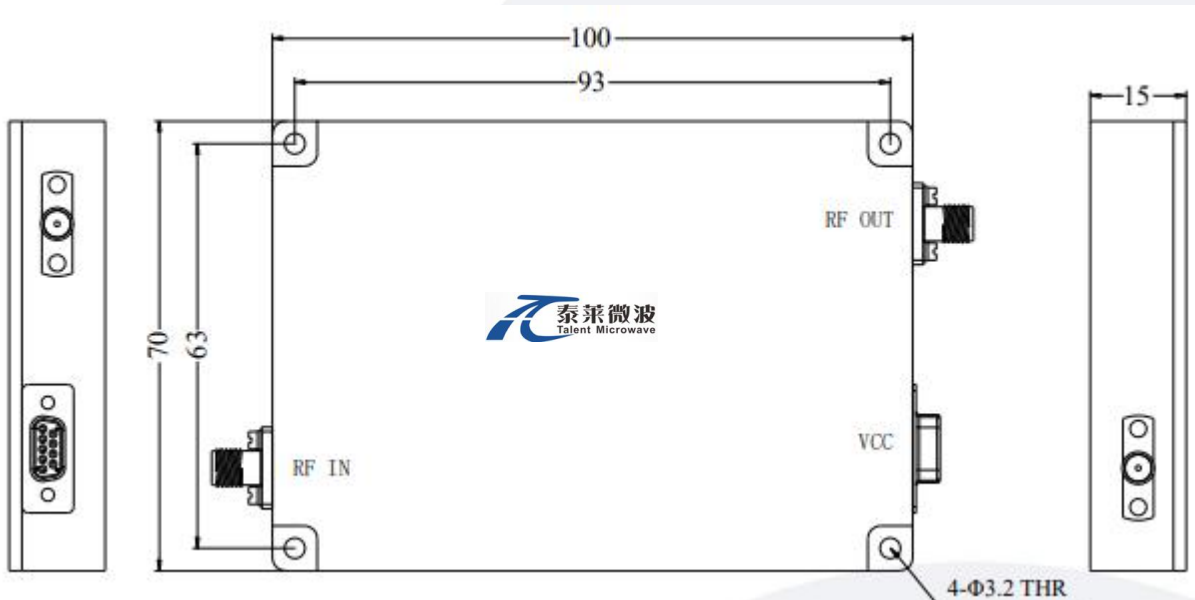 100
93
15
RF OUT
70
63
泰莱微波
Talent Microwave
VCC
RF IN
4-Φ3.2 THR